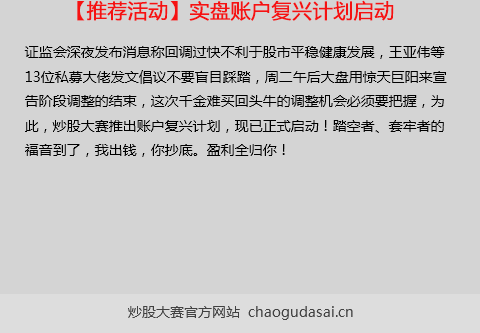 【推荐活动】实盘账户复兴计划启动
证监会深夜发布消息称回调过快不利于股市平稳健康发展，王亚伟等
13位私募大佬发文倡议不要盲目踩踏，周二午后大盘用惊天巨阳来宣
告阶段调整的结束，这次千金难买回头牛的调整机会必须要把握，为
此，炒股大赛推出账户复兴计划，现已正式启动！踏空者、套牢者的
福音到了，我出钱，你抄底。盈利全归你！
炒股大赛官方网站 chaogudasai.cn